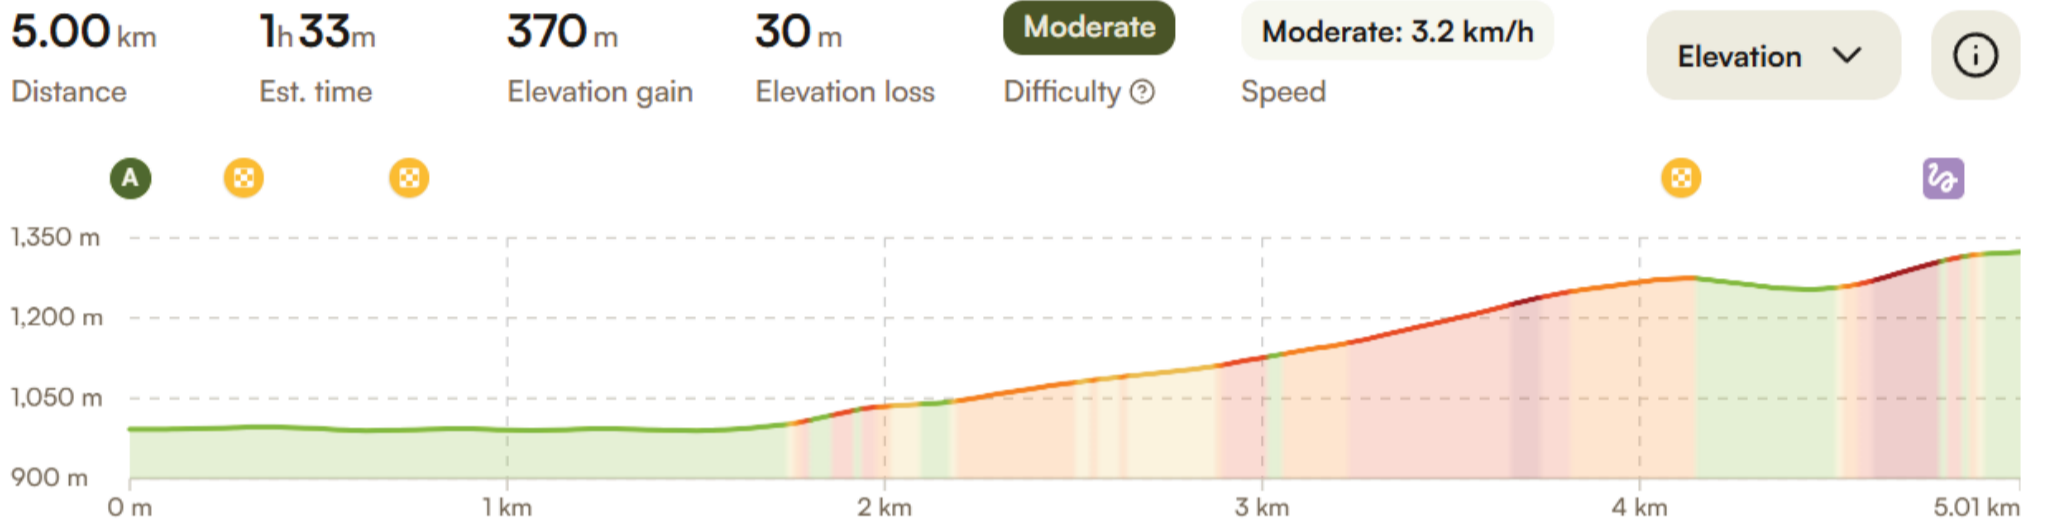 5.00 km
1h 33m
370 m
30 m
Moderate
Moderate: 3.2 km/h
Elevation
Distance
Est. time
Elevation gain
Elevation loss
Difficulty
Speed
A
1,350 m
1,200 m
1,050 m
900 m
0 m
1 km
2 km
3 km
4 km
5.01 km